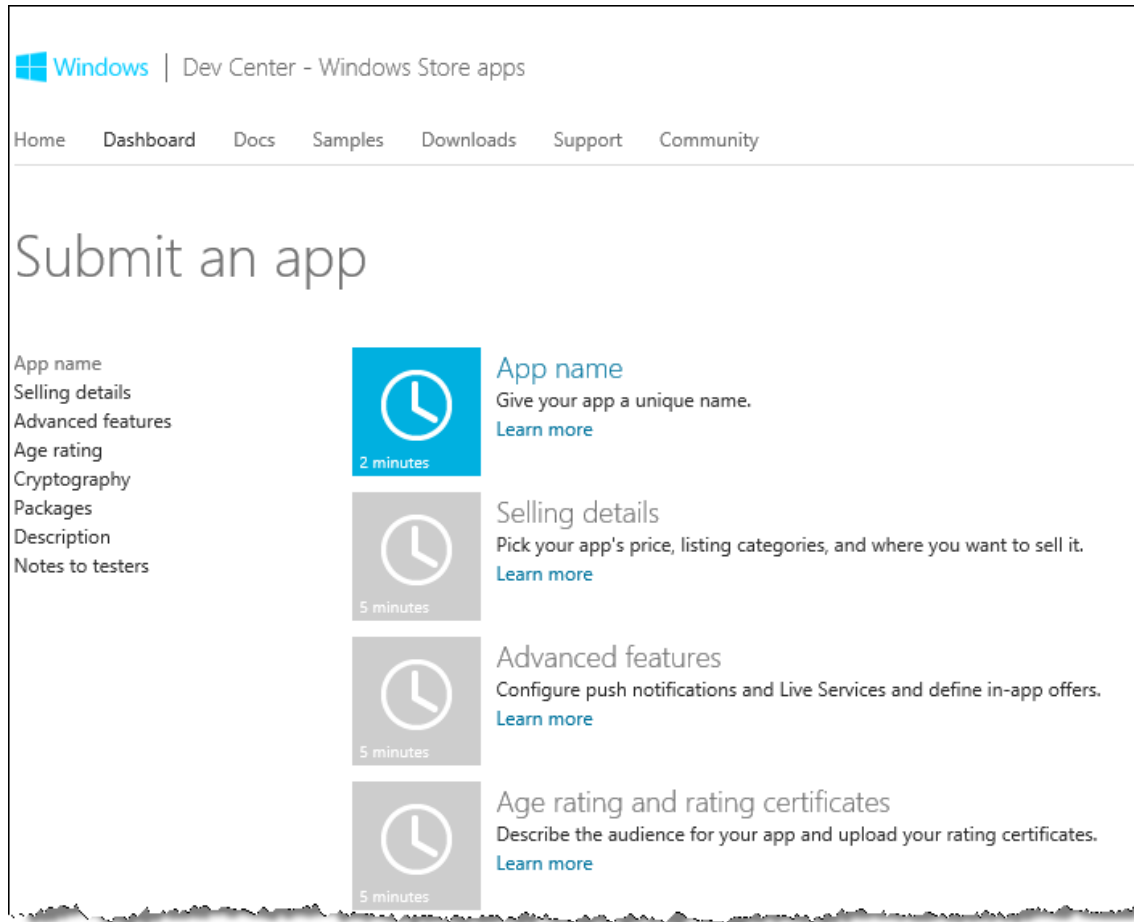 Windows | Dev Center - Windows Store apps
Home Dashboard Docs Samples Downloads Support Community
Submit an app
App name
Selling details
Advanced features
Age rating
Cryptography
Packages
Description
Notes to testers
2 minutes
App name
Give your app a unique name.
Learn more
5 minutes
Selling details
Pick your app's price, listing categories, and where you want to sell it.
Learn more
5 minutes
Advanced features
Configure push notifications and Live Services and define in-app offers.
Learn more
5 minutes
Age rating and rating certificates
Describe the audience for your app and upload your rating certificates.
Learn more